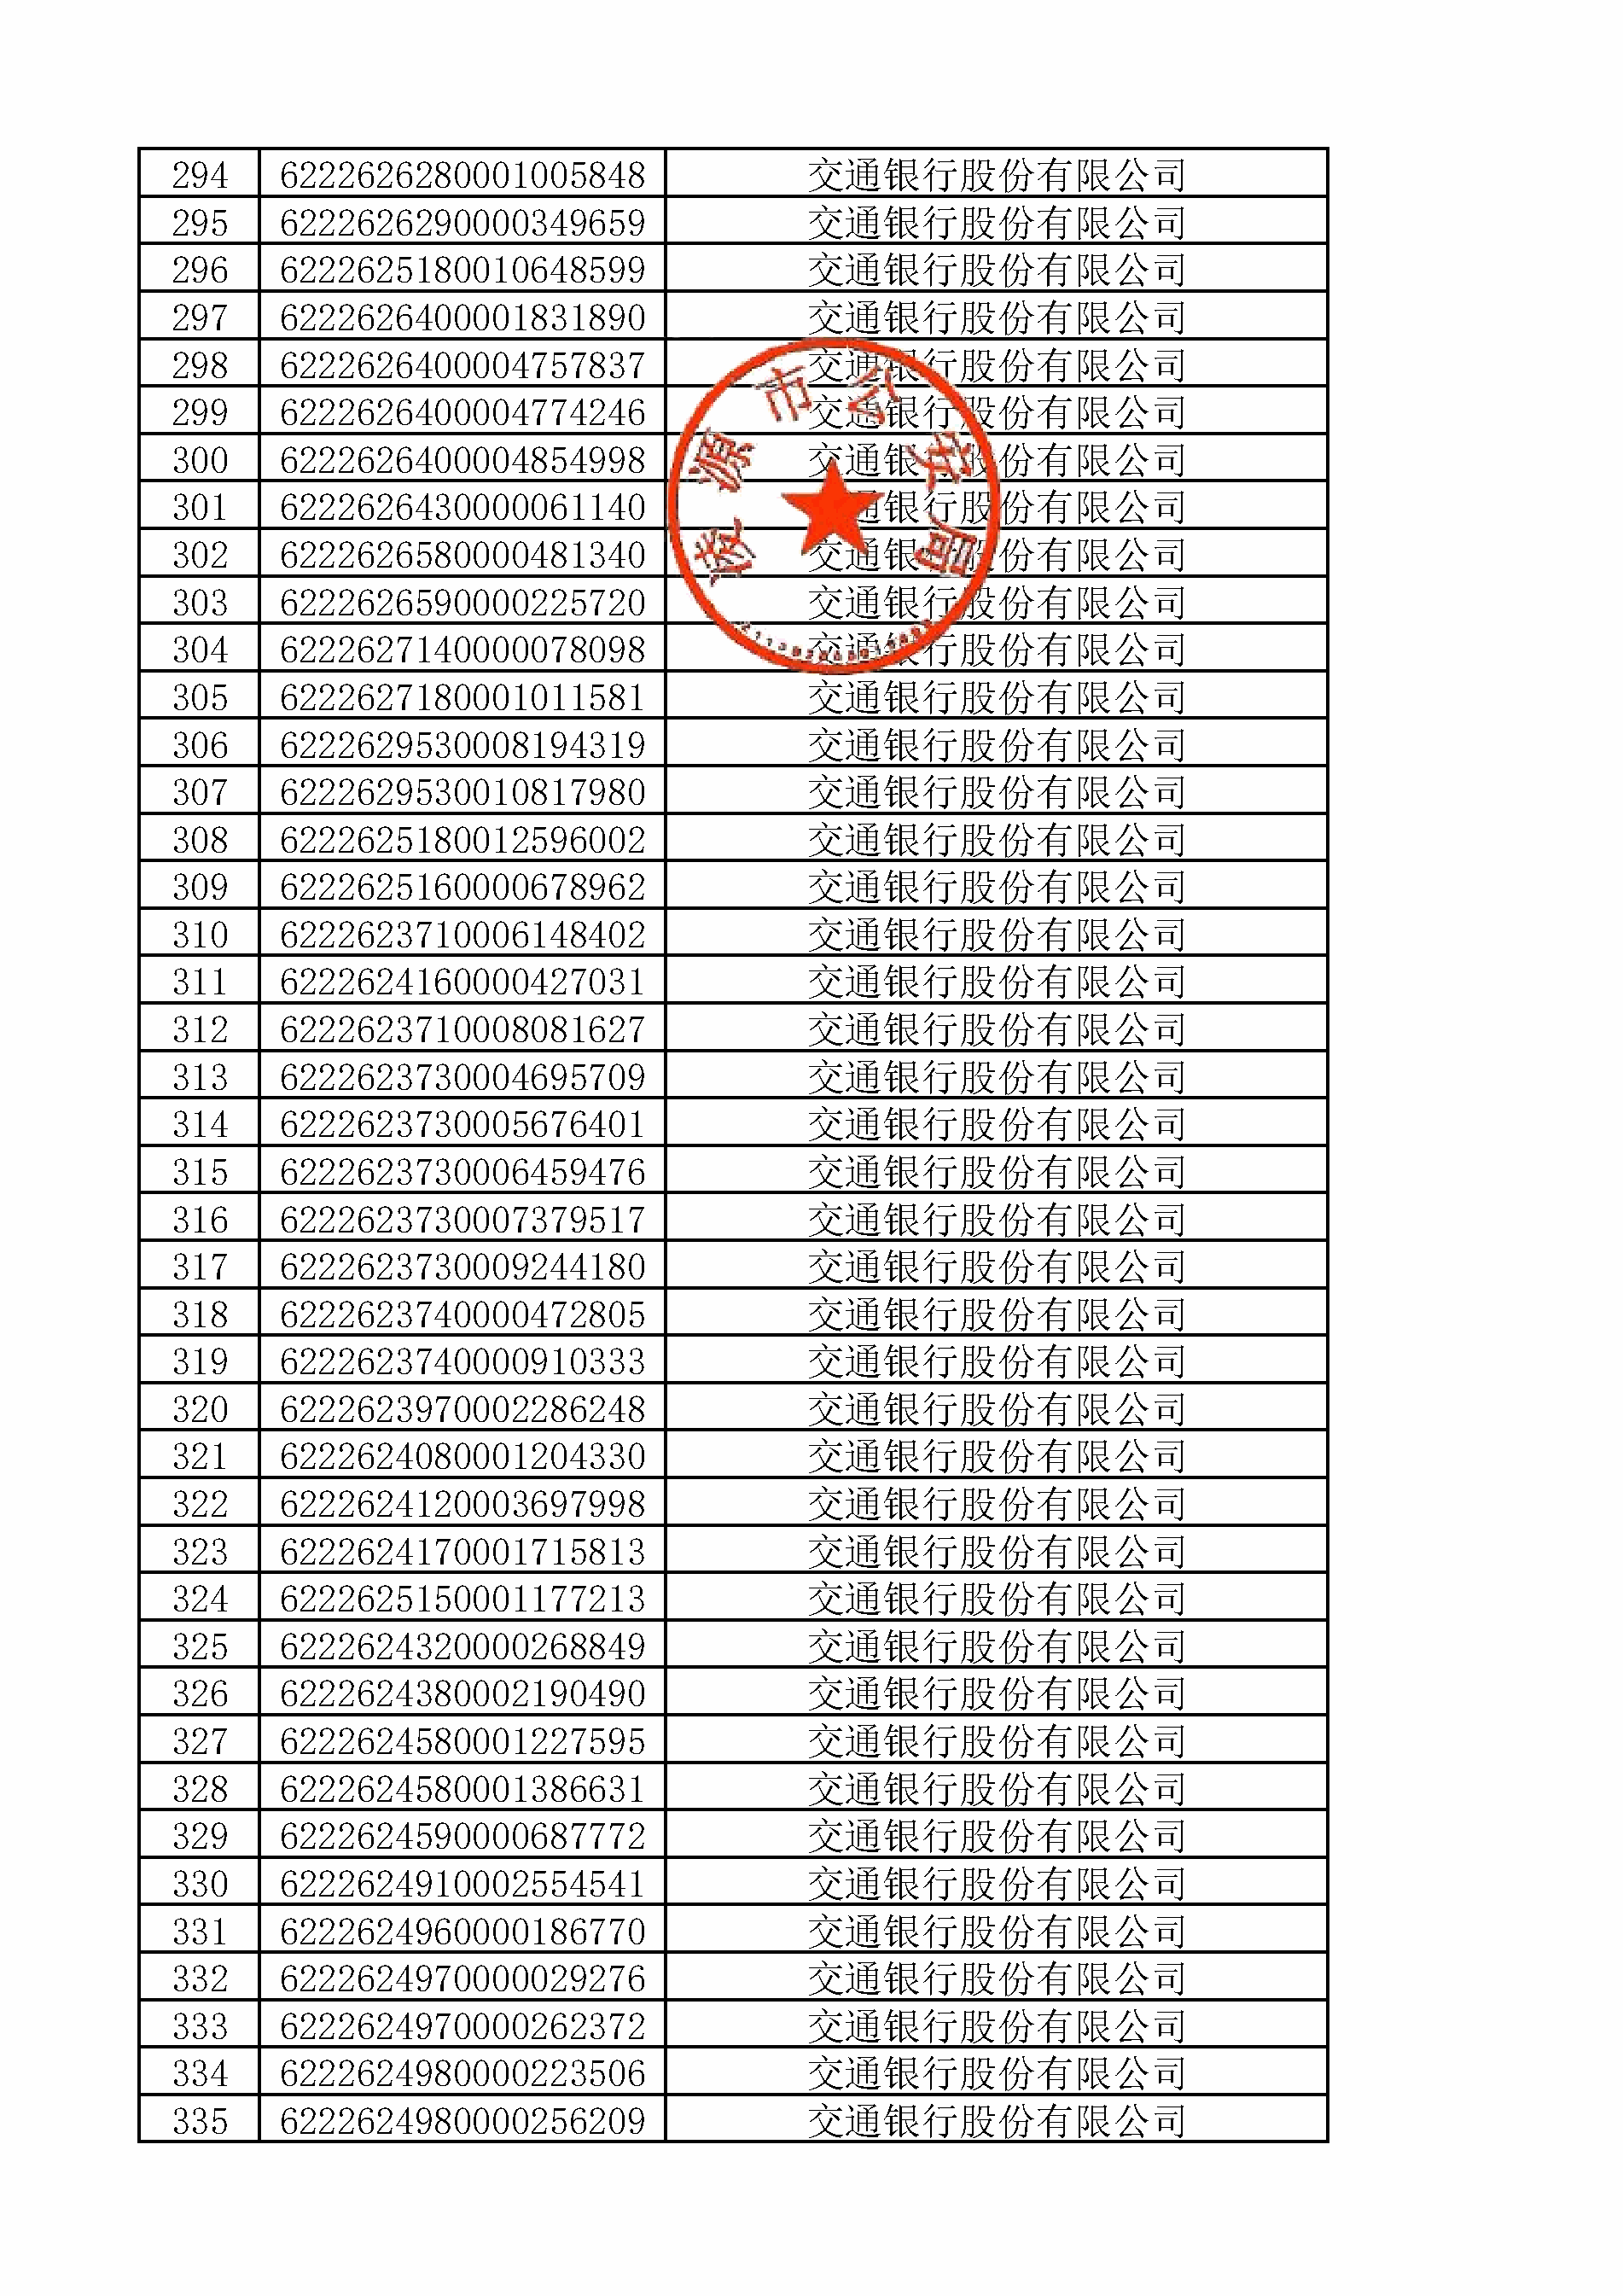 294 6222626280001005848 交通银行股份有限公司
295 6222626290000349659 交通银行股份有限公司
296 6222625180010648599 交通银行股份有限公司
297 6222626400001831890 交通银行股份有限公司
298 6222626400004757837 交通银行股份有限公司
299 6222626400004774246 交通银行股份有限公司
300 6222626400004854998 交通银行股份有限公司
301 6222626430000061140 交通银行股份有限公司
302 6222626580000481340 交通银行股份有限公司
303 6222626590000225720 交通银行股份有限公司
304 6222627140000078098 交通银行股份有限公司
305 6222627180001011581 交通银行股份有限公司
306 6222629530008194319 交通银行股份有限公司
307 6222629530010817980 交通银行股份有限公司
308 6222625180012596002 交通银行股份有限公司
309 6222625160000678962 交通银行股份有限公司
310 6222623710006148402 交通银行股份有限公司
311 6222624160000427031 交通银行股份有限公司
312 6222623710008081627 交通银行股份有限公司
313 6222623730004695709 交通银行股份有限公司
314 6222623730005676401 交通银行股份有限公司
315 6222623730006459476 交通银行股份有限公司
316 6222623730007379517 交通银行股份有限公司
317 6222623730009244180 交通银行股份有限公司
318 6222623740000472805 交通银行股份有限公司
319 6222623740000910333 交通银行股份有限公司
320 6222623970002286248 交通银行股份有限公司
321 6222624080001204330 交通银行股份有限公司
322 6222624120003697998 交通银行股份有限公司
323 6222624170001715813 交通银行股份有限公司
324 6222625150001177213 交通银行股份有限公司
325 6222624320000268849 交通银行股份有限公司
326 6222624380002190490 交通银行股份有限公司
327 6222624580001227595 交通银行股份有限公司
328 6222624580001386631 交通银行股份有限公司
329 6222624590000687772 交通银行股份有限公司
330 6222624910002554541 交通银行股份有限公司
331 6222624960000186770 交通银行股份有限公司
332 6222624970000029276 交通银行股份有限公司
333 6222624970000262372 交通银行股份有限公司
334 6222624980000223506 交通银行股份有限公司
335 6222624980000256209 交通银行股份有限公司
凌源市公安局